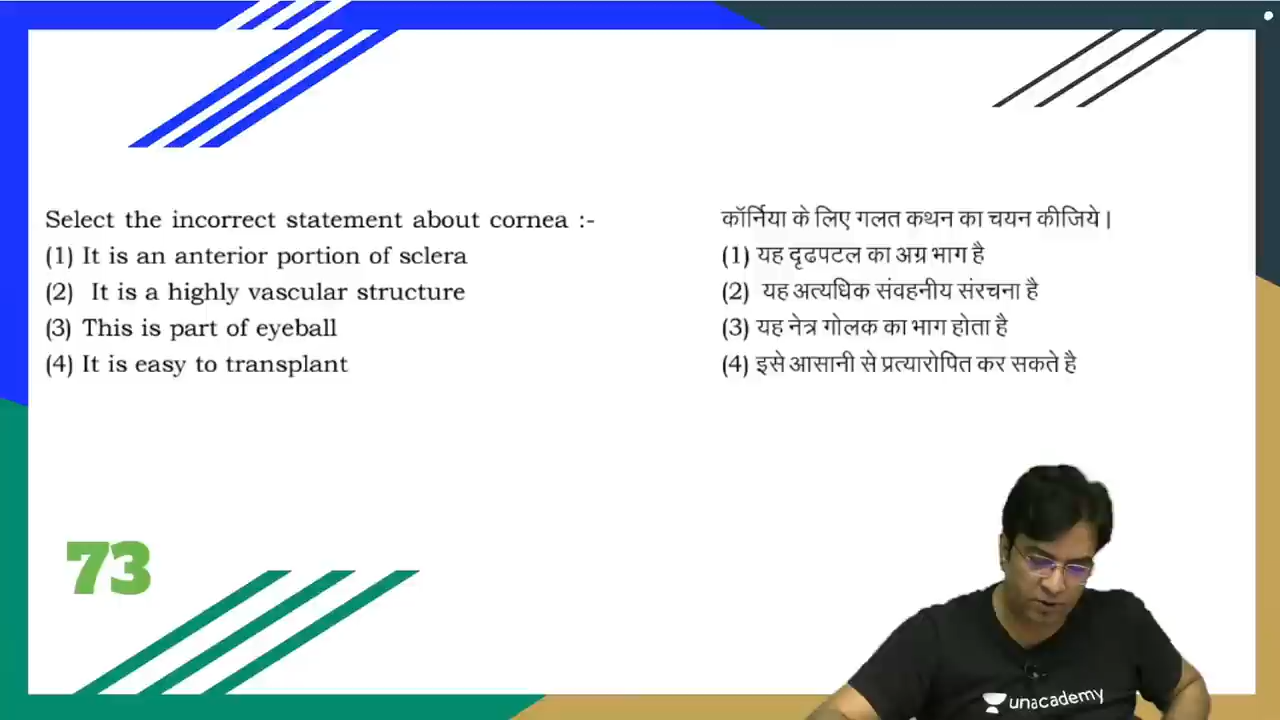 Select the incorrect statement about cornea :-
(1) It is an anterior portion of sclera
(2) It is a highly vascular structure
(3) This is part of eyeball
(4) It is easy to transplant
कॉर्निया के लिए गलत कथन का चयन कीजिये।
(1) यह दृढपटल का अग्र भाग है
(2) यह अत्यधिक संवहनीय संरचना है
(3) यह नेत्र गोलक का भाग होता है
(4) इसे आसानी से प्रत्यारोपित कर सकते है
73
unacademy